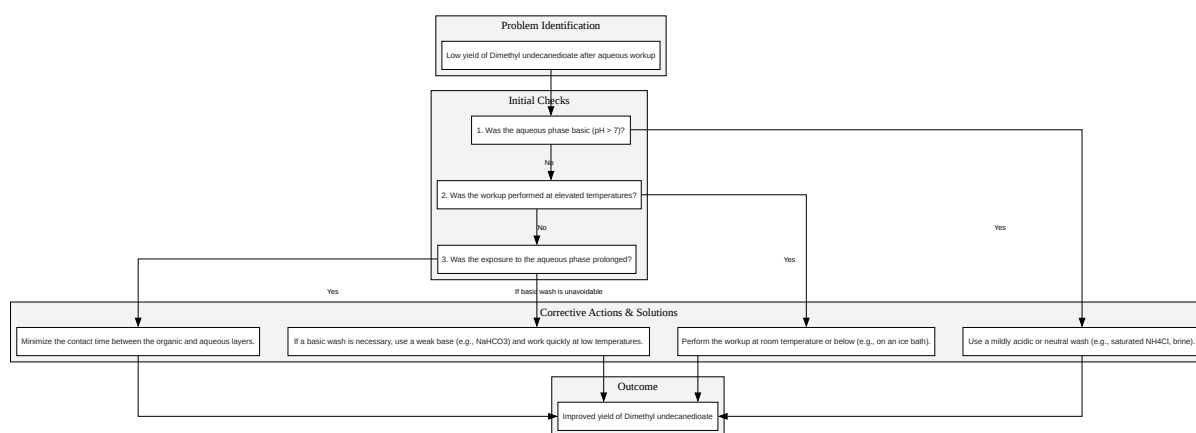 Problem Identification
Low yield of Dimethyl undecanedioate after aqueous workup
Initial Checks
1. Was the aqueous phase basic (pH > 7)?
No
2. Was the workup performed at elevated temperatures?
No
Yes
3. Was the exposure to the aqueous phase prolonged?
Yes
Yes
If basic wash is unavoidable
Corrective Actions & Solutions
Minimize the contact time between the organic and aqueous layers.
If a basic wash is necessary, use a weak base (e.g., NaHCO3) and work quickly at low temperatures.
Perform the workup at room temperature or below (e.g., on an ice bath).
Use a mildly acidic or neutral wash (e.g., saturated NH4Cl, brine).
Outcome
Improved yield of Dimethyl undecanedioate